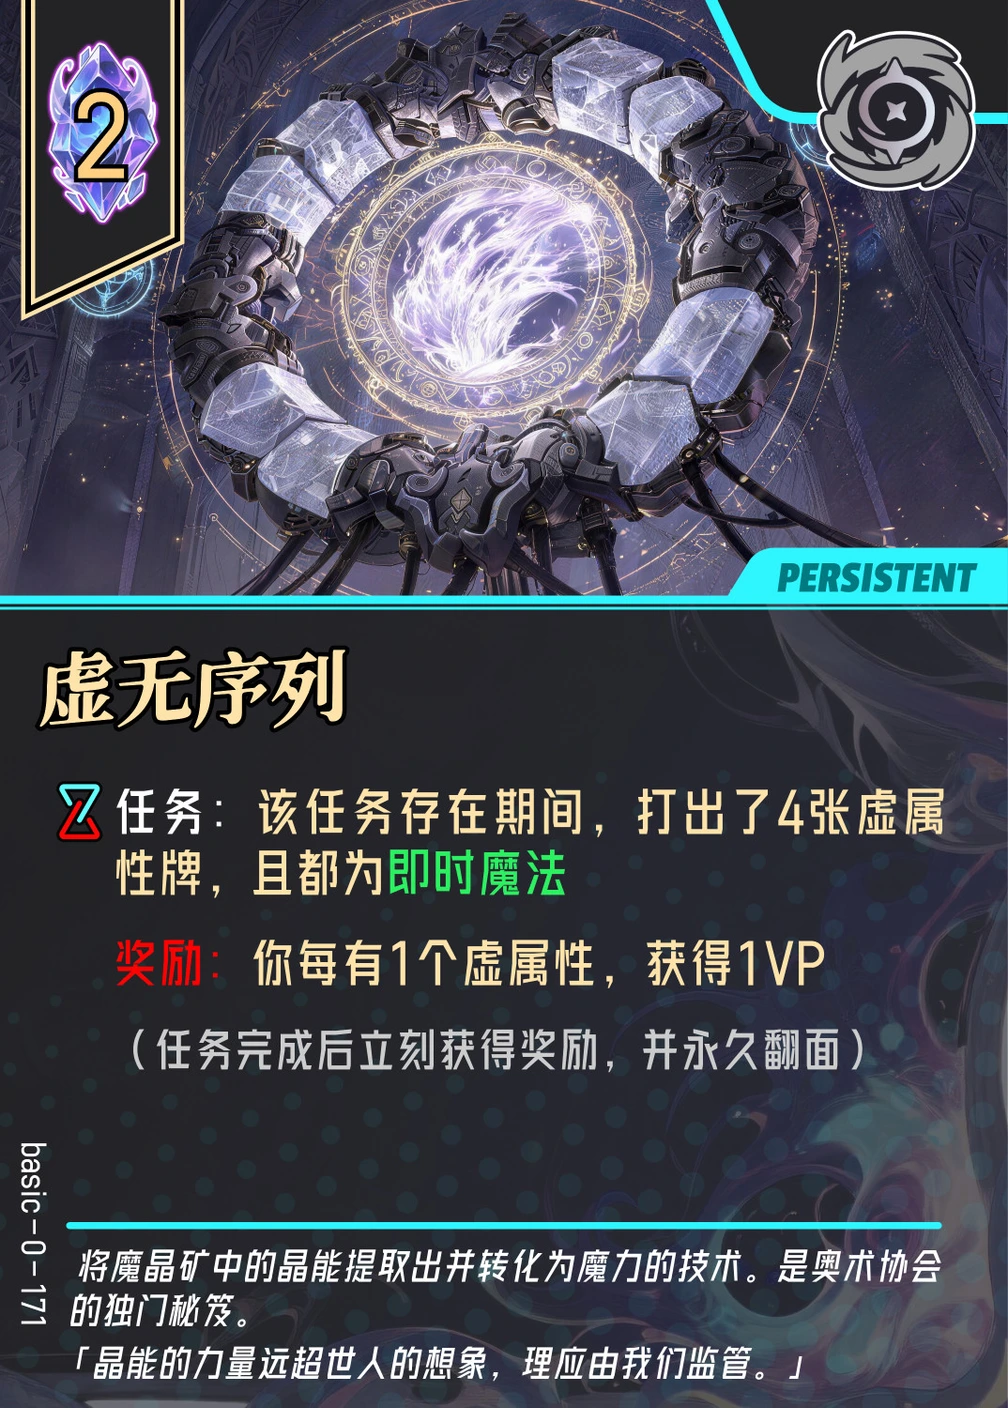 2
PERSISTENT
虚无序列
任务：该任务存在期间，打出了4张虚属
性牌，且都为即时魔法
奖励：你每有1个虚属性，获得1VP
（任务完成后立刻获得奖励，并永久翻面）
basic-0-171
将魔晶矿中的晶能提取出并转化为魔力的技术。是奥术协会
的独门秘笈。
「晶能的力量远超世人的想象，理应由我们监管。」